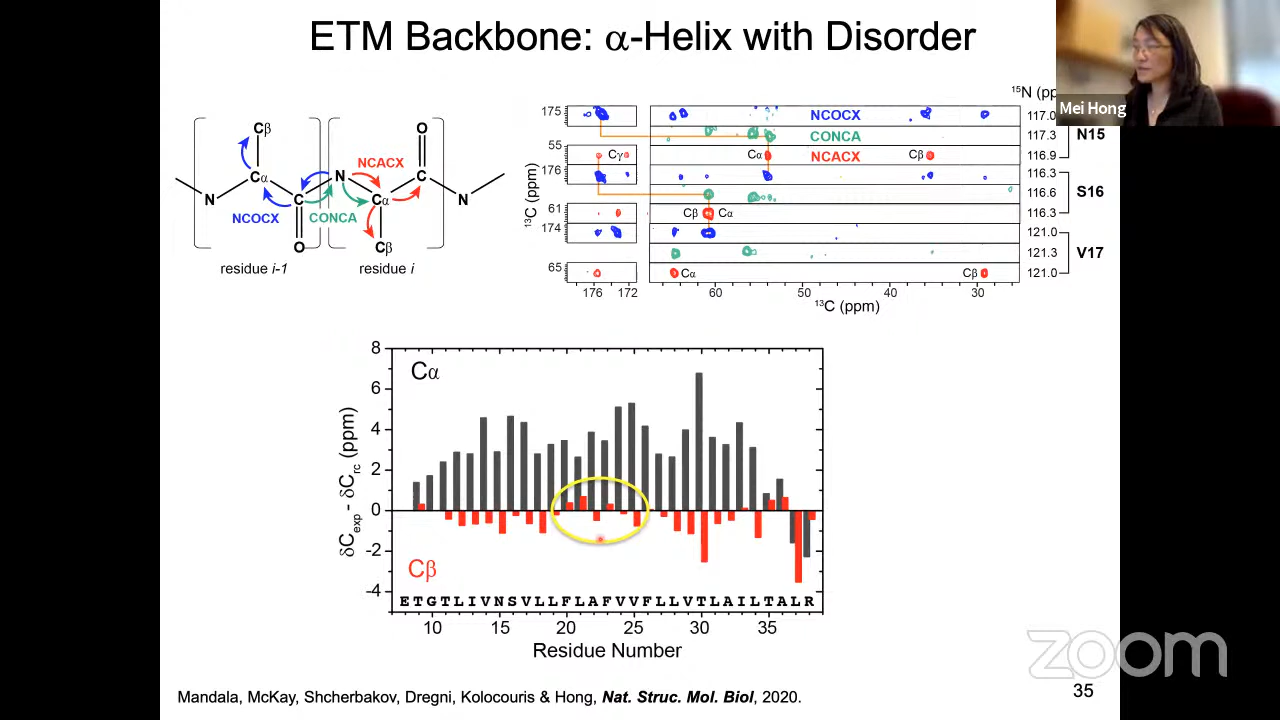 ETM Backbone: α-Helix with Disorder
Mei Hong
Cβ
O
NCACX
N
Cα
C
N
Cα
C
N
NCOCX
CONCA
O
Cβ
residue i-1
residue i
¹⁵N (pp
175
NCOCX
117.0
CONCA
117.3
N15
55
Cγ
Cα
NCACX
Cβ
116.9
176
116.3
116.6
S16
61
Cβ
Cα
116.3
174
121.0
121.3
V17
65
Cα
Cβ
121.0
¹³C (ppm)
176
172
60
50
40
30
¹³C (ppm)
8
6
4
2
0
-2
-4
δCexp - δCrc (ppm)
Cα
Cβ
E T G T L I V N S V L L F L A F V V F L L V T L A I L T A L R
10
15
20
25
30
35
Residue Number
zoom
Mandala, McKay, Shcherbakov, Dregni, Kolocouris & Hong, Nat. Struc. Mol. Biol, 2020.
35